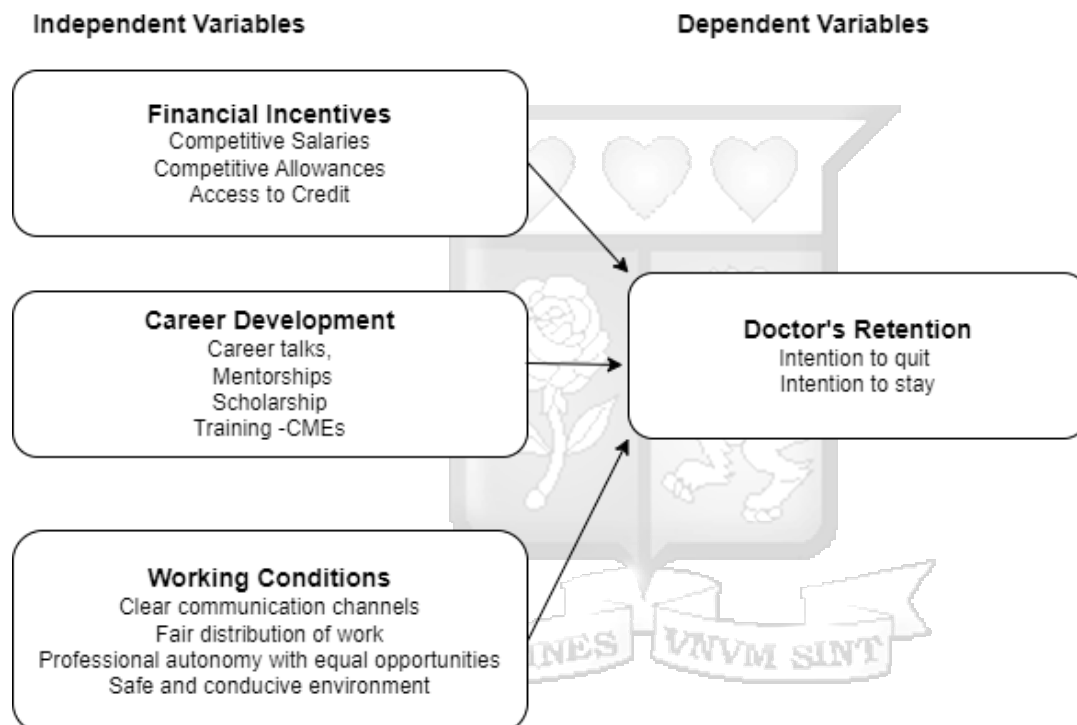 Independent Variables
Dependent Variables
Financial Incentives
Competitive Salaries
Competitive Allowances
Access to Credit
Career Development
Career talks,
Mentorships
Scholarship
Training -CMEs
Doctor's Retention
Intention to quit
Intention to stay
Working Conditions
Clear communication channels
Fair distribution of work
Professional autonomy with equal opportunities
Safe and conducive environment
VNVM SINT